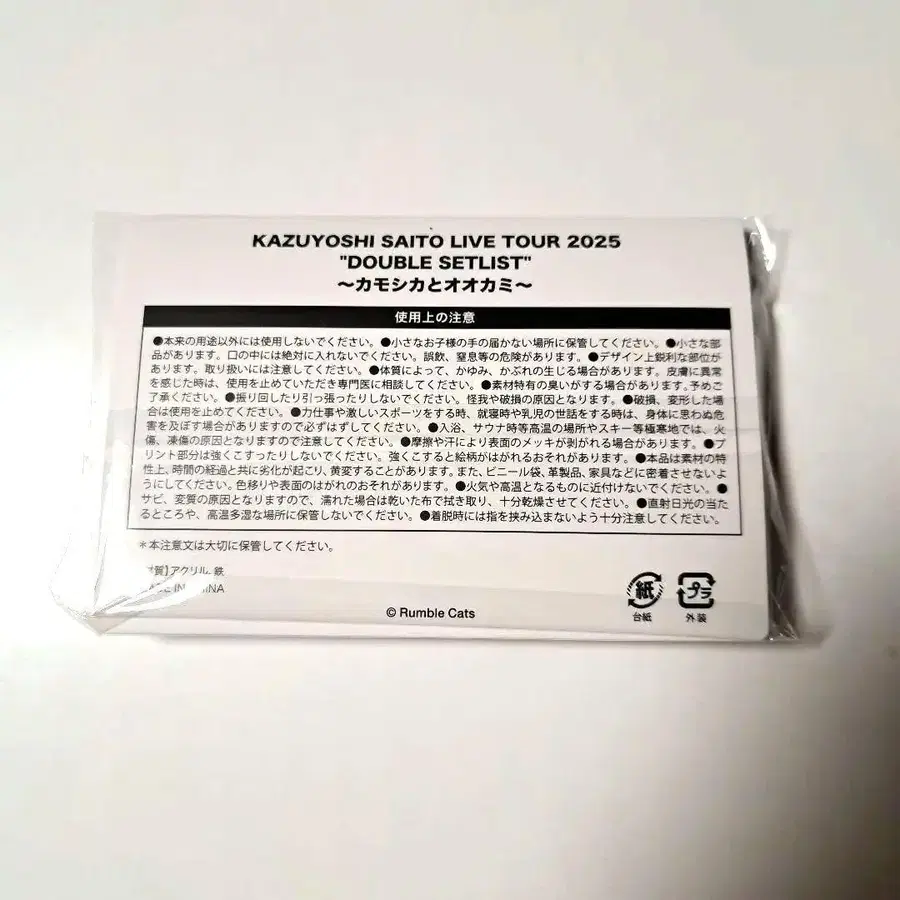 KAZUYOSHI SAITO LIVE TOUR 2025
"DOUBLE SETLIST"
～カモシカとオオカミ～
使用上の注意
●本来の用途以外には使用しないでください。●小さなお子様の手の届かない場所に保管してください。●小さな部
品があります。口の中には絶対に入れないでください。誤飲、窒息等の危険があります。●デザイン上鋭利な部位が
あります。取り扱いには注意してください。●体質によって、かゆみ、かぶれの生じる場合があります。皮膚に異常
を感じた時は、使用を止めていただき専門医に相談してください。●素材特有の臭いがする場合があります。予めご
了承ください。●振り回したり引っ張ったりしないでください。怪我や破損の原因となります。●破損、変形した場
合は使用を止めてください。●力仕事や激しいスポーツをする時、就寝時や乳児の世話をする時は、身体に思わぬ危
害を及ぼす場合がありますので必ずはずしてください。●入浴、サウナ時等高温の場所やスキー等極寒地では、火
傷、凍傷の原因となりますので注意してください。●摩擦や汗により表面のメッキが剥がれる場合があります。●プ
リント部分は強くこすったりしないでください。強くこすると絵柄がはがれるおそれがあります。●本品は素材の特
性上、時間の経過と共に劣化が起こり、黄変することがあります。また、ビニール袋、革製品、家具などに密着させないよ
うにしてください。色移りや表面のはがれのおそれがあります。●火気や高温となるものに近付けないでください。●
サビ、変質の原因となりますので、濡れた場合は乾いた布で拭き取り、十分乾燥させてください。●直射日光の当た
るところや、高温多湿な場所に保管しないでください。●着脱時には指を挟み込まないよう十分注意してください。
＊本注意文は大切に保管してください。
質】アクリル、鉄
MADE IN CHINA
紙
プラ
台紙
外装
© Rumble Cats